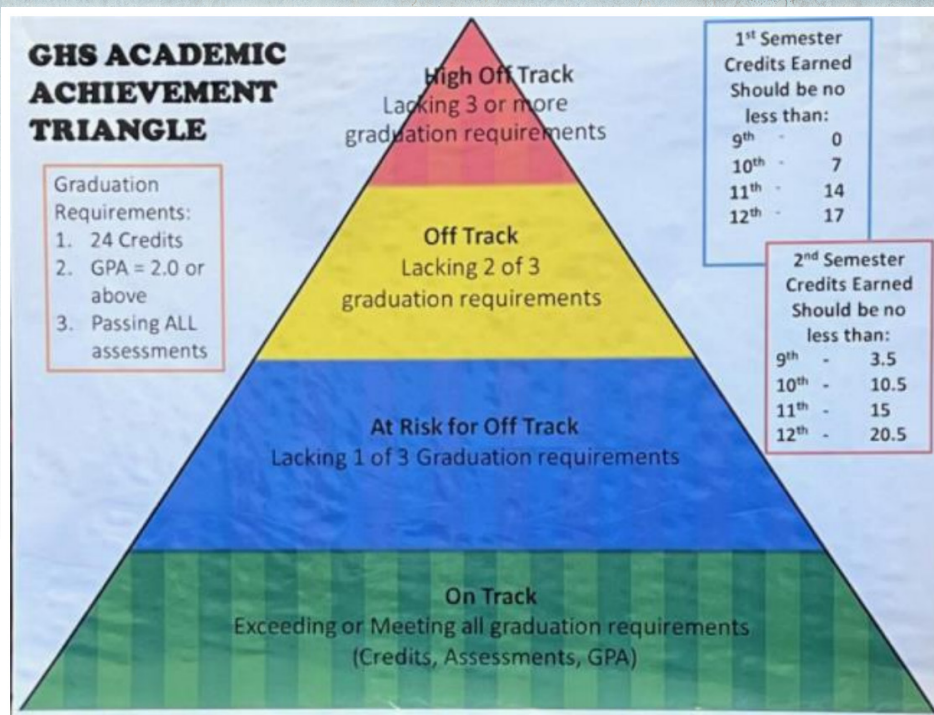 GHS ACADEMIC
ACHIEVEMENT
TRIANGLE
Graduation
Requirements:
1. 24 Credits
2. GPA = 2.0 or
above
3. Passing ALL
assessments
High Off Track
Lacking 3 or more
graduation requirements
Off Track
Lacking 2 of 3
graduation requirements
At Risk for Off Track
Lacking 1 of 3 Graduation requirements
On Track
Exceeding or Meeting all graduation requirements
(Credits, Assessments, GPA)
1st Semester
Credits Earned
Should be no
less than:
9th - 0
10th - 7
11th - 14
12th - 17
2nd Semester
Credits Earned
Should be no
less than:
9th - 3.5
10th - 10.5
11th - 15
12th - 20.5